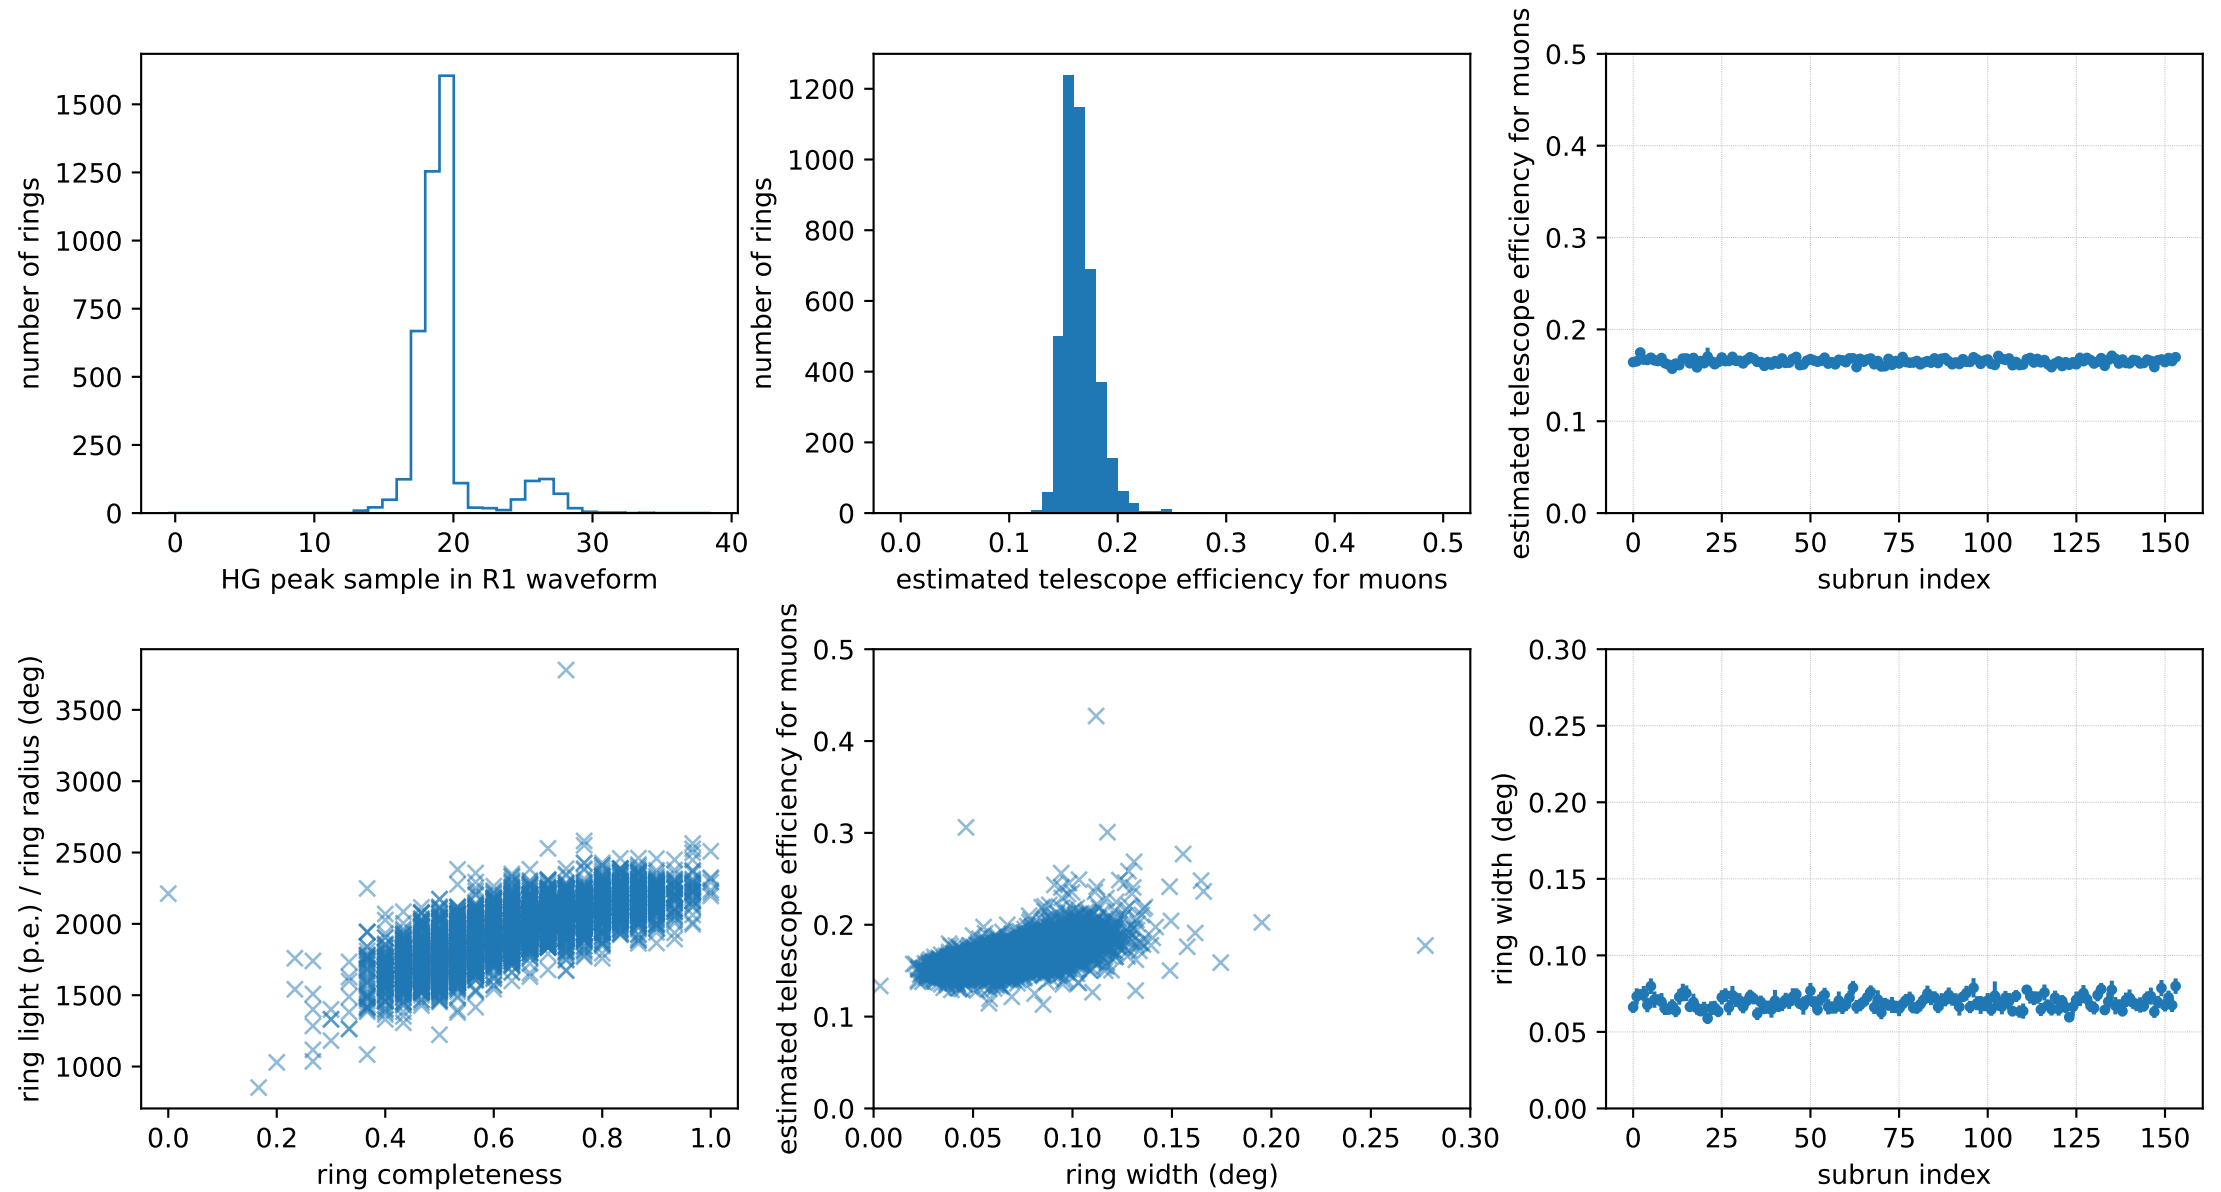 number of rings
1500
1250
1000
750
500
250
0
0 10 20 30 40
HG peak sample in R1 waveform
number of rings
1200
1000
800
600
400
200
0
0.0 0.1 0.2 0.3 0.4 0.5
estimated telescope efficiency for muons
estimated telescope efficiency for muons
0.5
0.4
0.3
0.2
0.1
0.0
0 25 50 75 100 125 150
subrun index
ring light (p.e.) / ring radius (deg)
3500
3000
2500
2000
1500
1000
0.0 0.2 0.4 0.6 0.8 1.0
ring completeness
estimated telescope efficiency for muons
0.5
0.4
0.3
0.2
0.1
0.0
0.00 0.05 0.10 0.15 0.20 0.25 0.30
ring width (deg)
ring width (deg)
0.30
0.25
0.20
0.15
0.10
0.05
0.00
0 25 50 75 100 125 150
subrun index